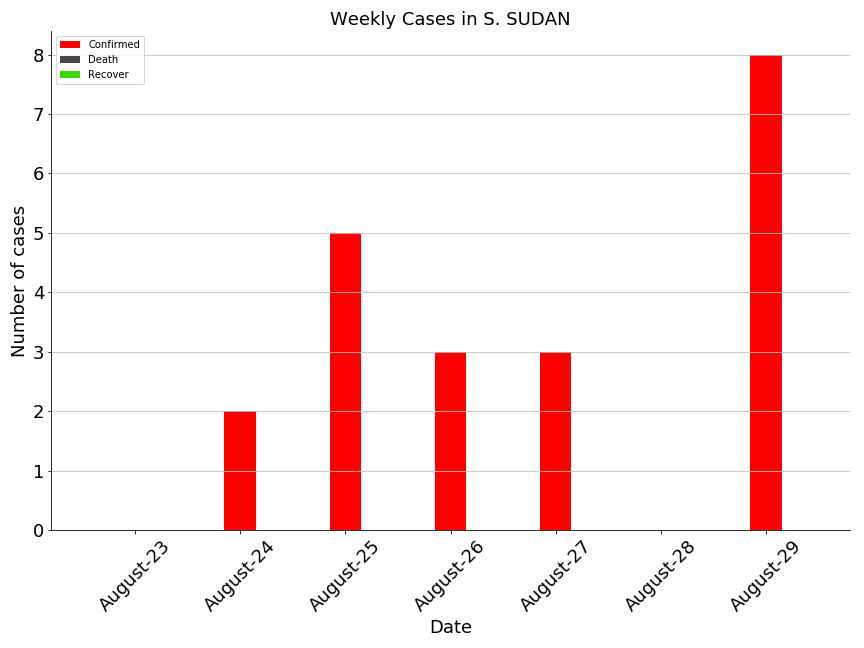 Weekly Cases in S. SUDAN
Confirmed
Death
Recover
Number of cases
8
7
6
5
4
3
2
1
0
August-23
August-24
August-25
August-26
August-27
August-28
August-29
Date